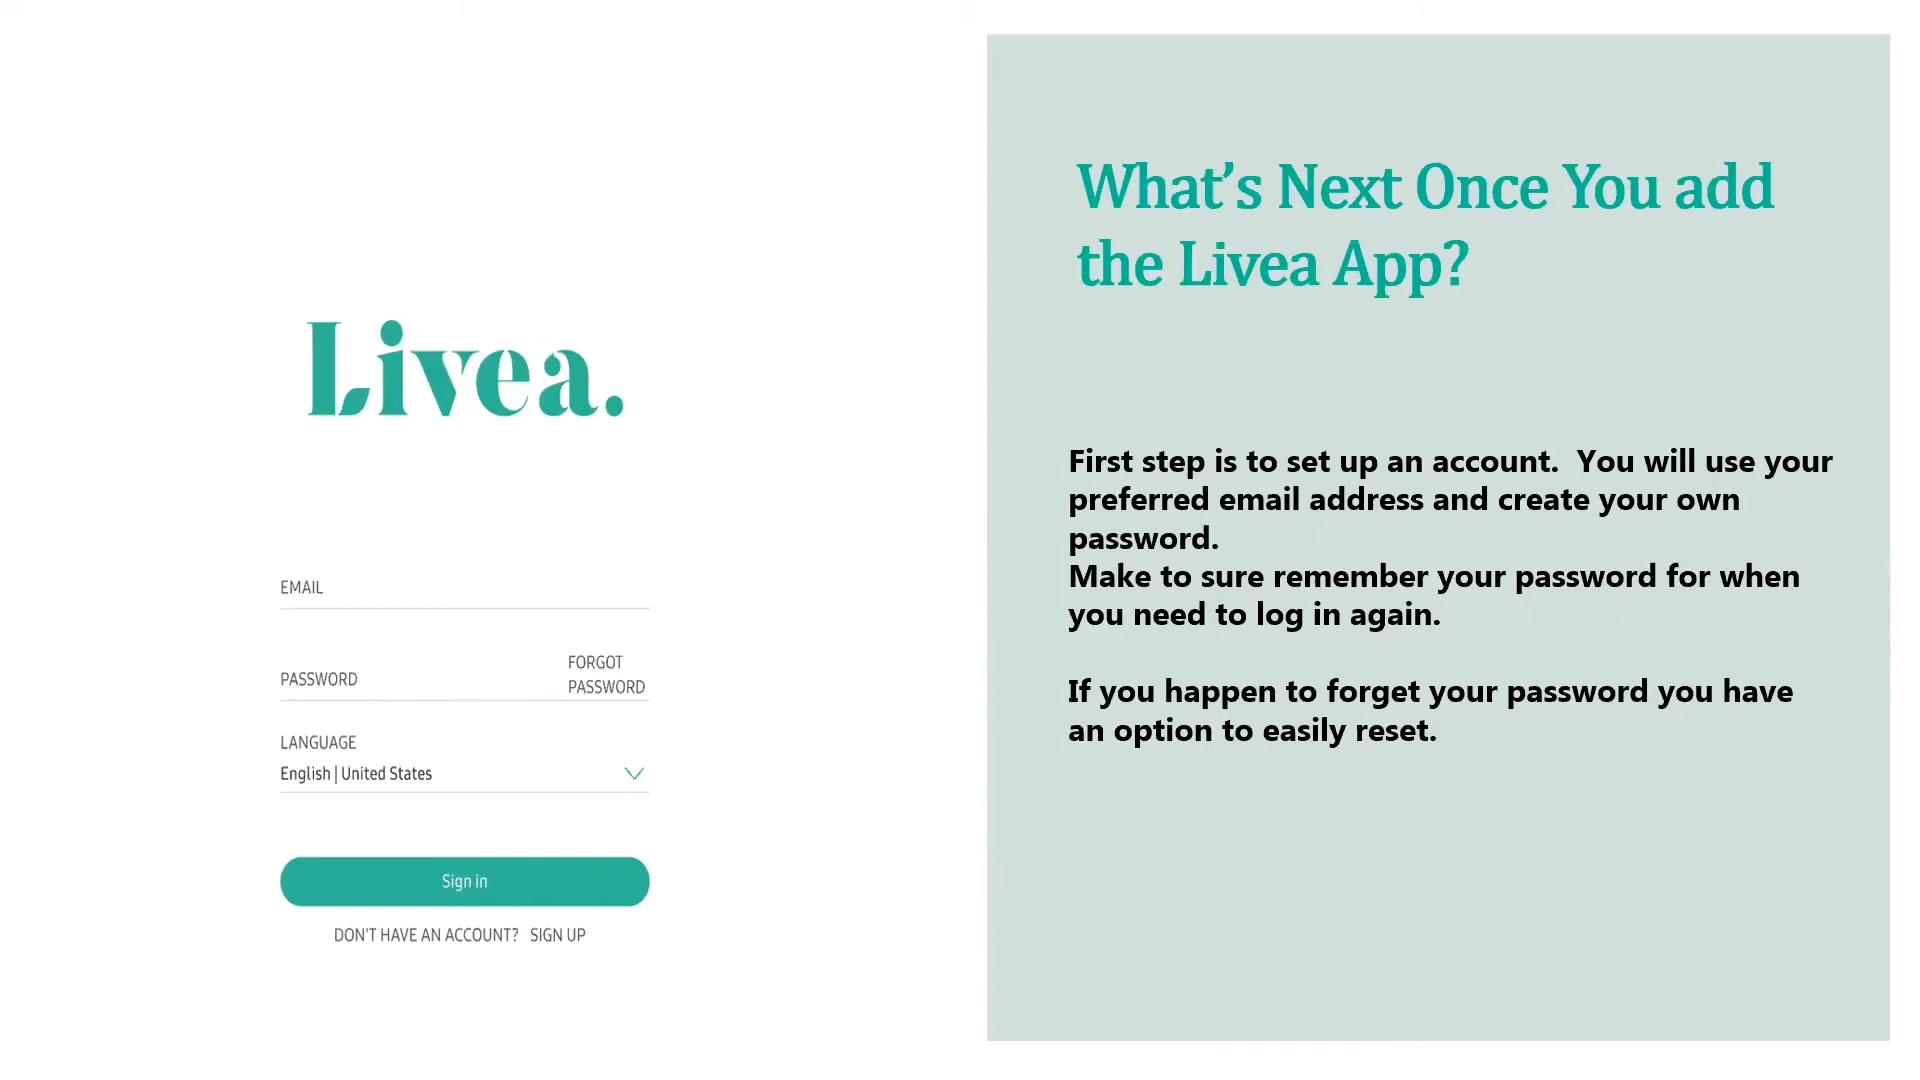 Livea.
EMAIL
PASSWORD
FORGOT
PASSWORD
LANGUAGE
English | United States
Sign in
DON'T HAVE AN ACCOUNT? SIGN UP
What’s Next Once You add
the Livea App?
First step is to set up an account.  You will use your
preferred email address and create your own
password.
Make to sure remember your password for when
you need to log in again.
If you happen to forget your password you have
an option to easily reset.